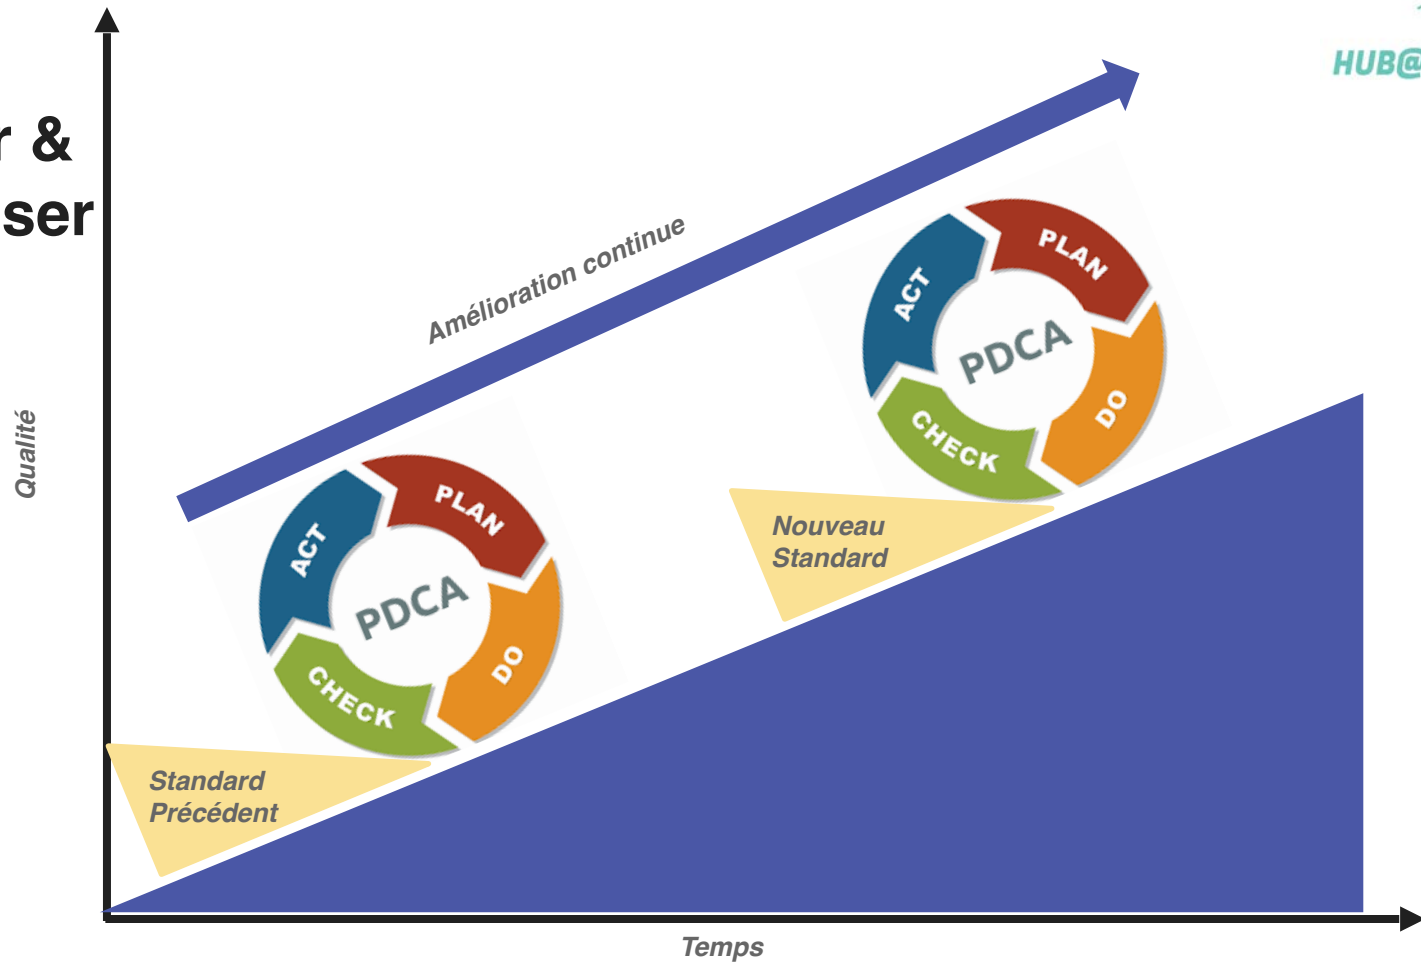 HUB@
r &
ser
Amélioration continue
Qualité
PLAN
ACT
PDCA
DO
CHECK
Nouveau
Standard
PLAN
ACT
PDCA
DO
CHECK
Standard
Précédent
Temps